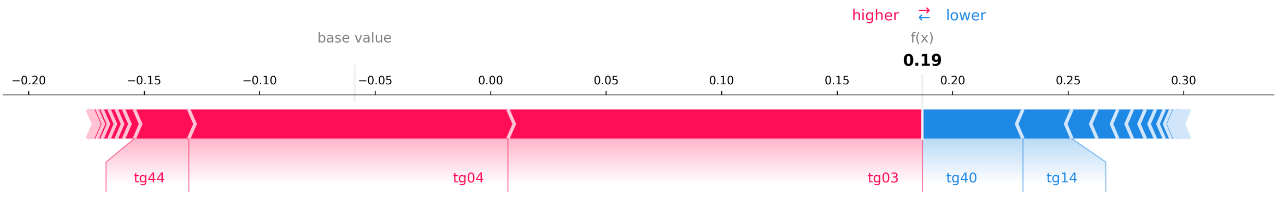 higher ⇄ lower
base value f(x)
0.19
−0.20 −0.15 −0.10 −0.05 0.00 0.05 0.10 0.15 0.20 0.25 0.30
tg44 tg04 tg03 tg40 tg14